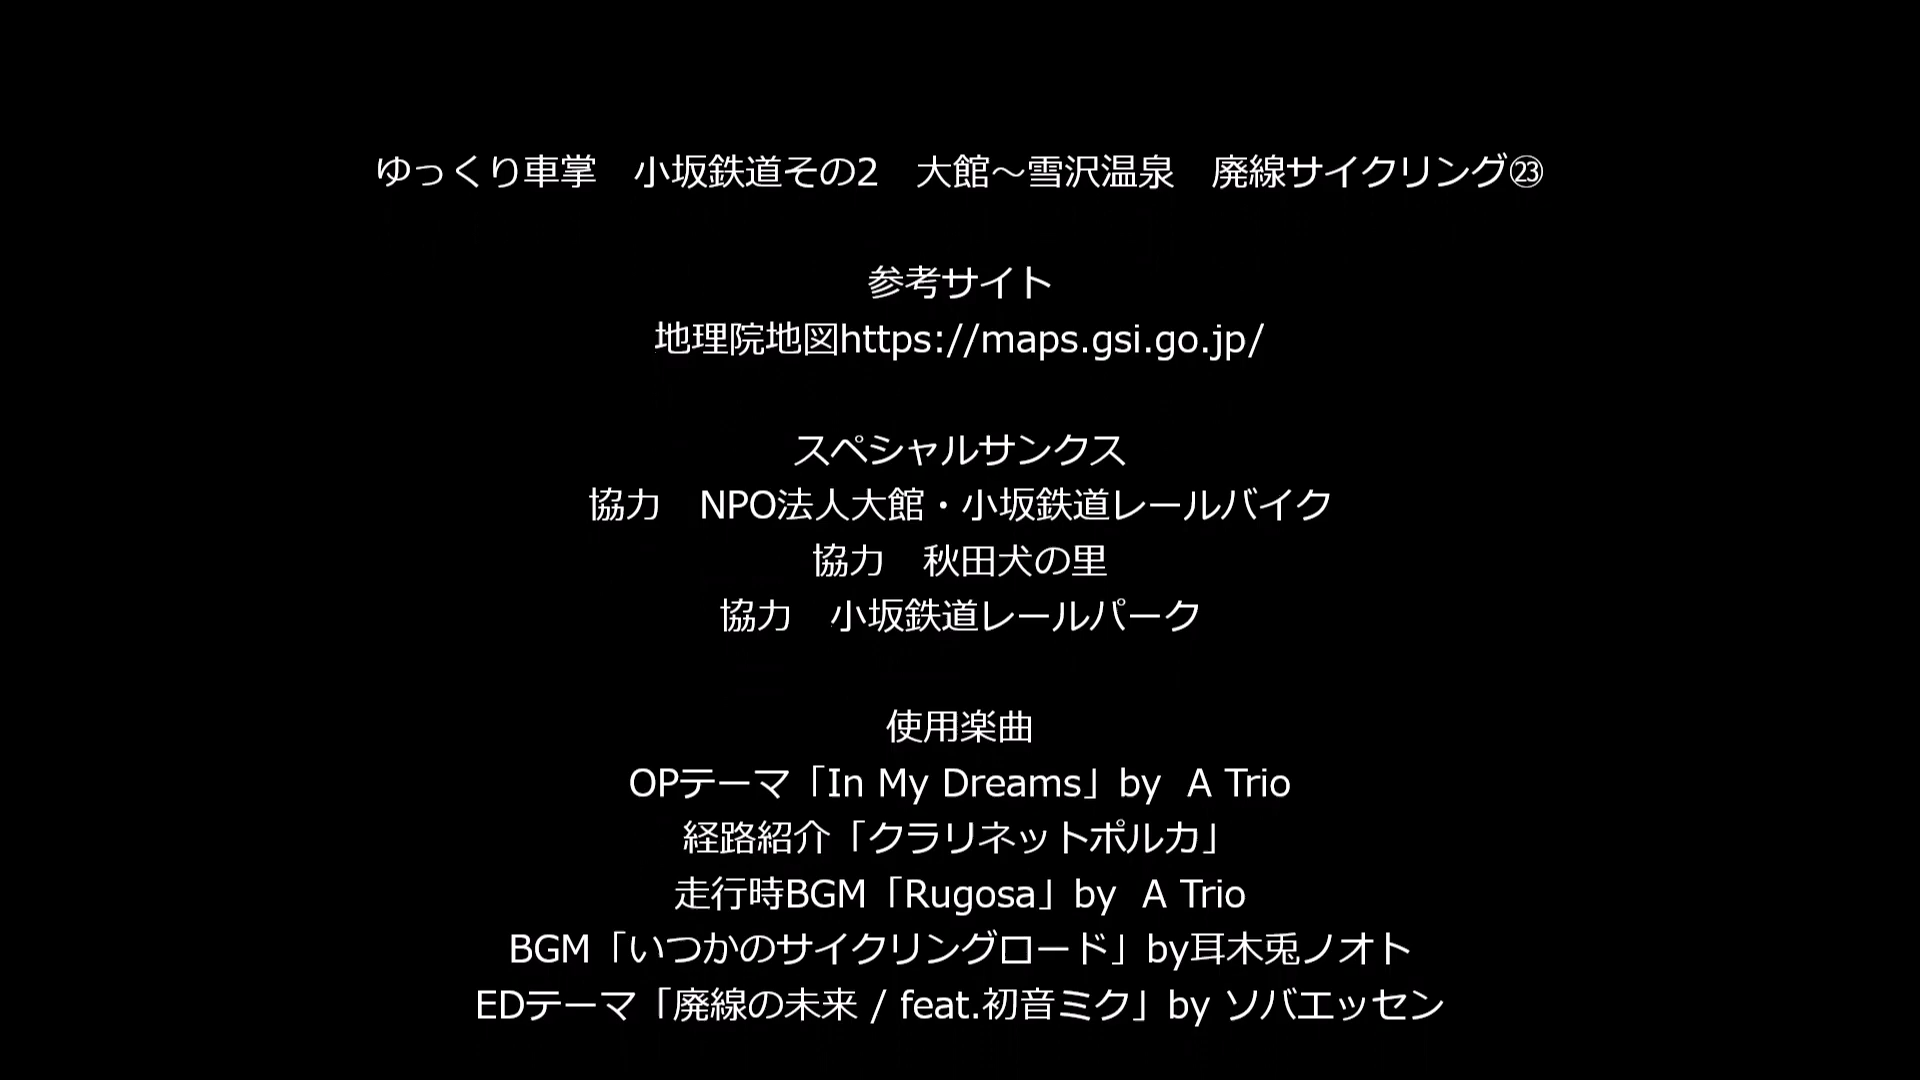 ゆっくり車掌　小坂鉄道その2　大館～雪沢温泉　廃線サイクリング㉓
参考サイト
地理院地図https://maps.gsi.go.jp/
スペシャルサンクス
協力　NPO法人大館・小坂鉄道レールバイク
協力　秋田犬の里
協力　小坂鉄道レールパーク
使用楽曲
OPテーマ「In My Dreams」by  A Trio
経路紹介「クラリネットポルカ」
走行時BGM「Rugosa」by  A Trio
BGM「いつかのサイクリングロード」by耳木兎ノオト
EDテーマ「廃線の未来 / feat.初音ミク」by ソバエッセン